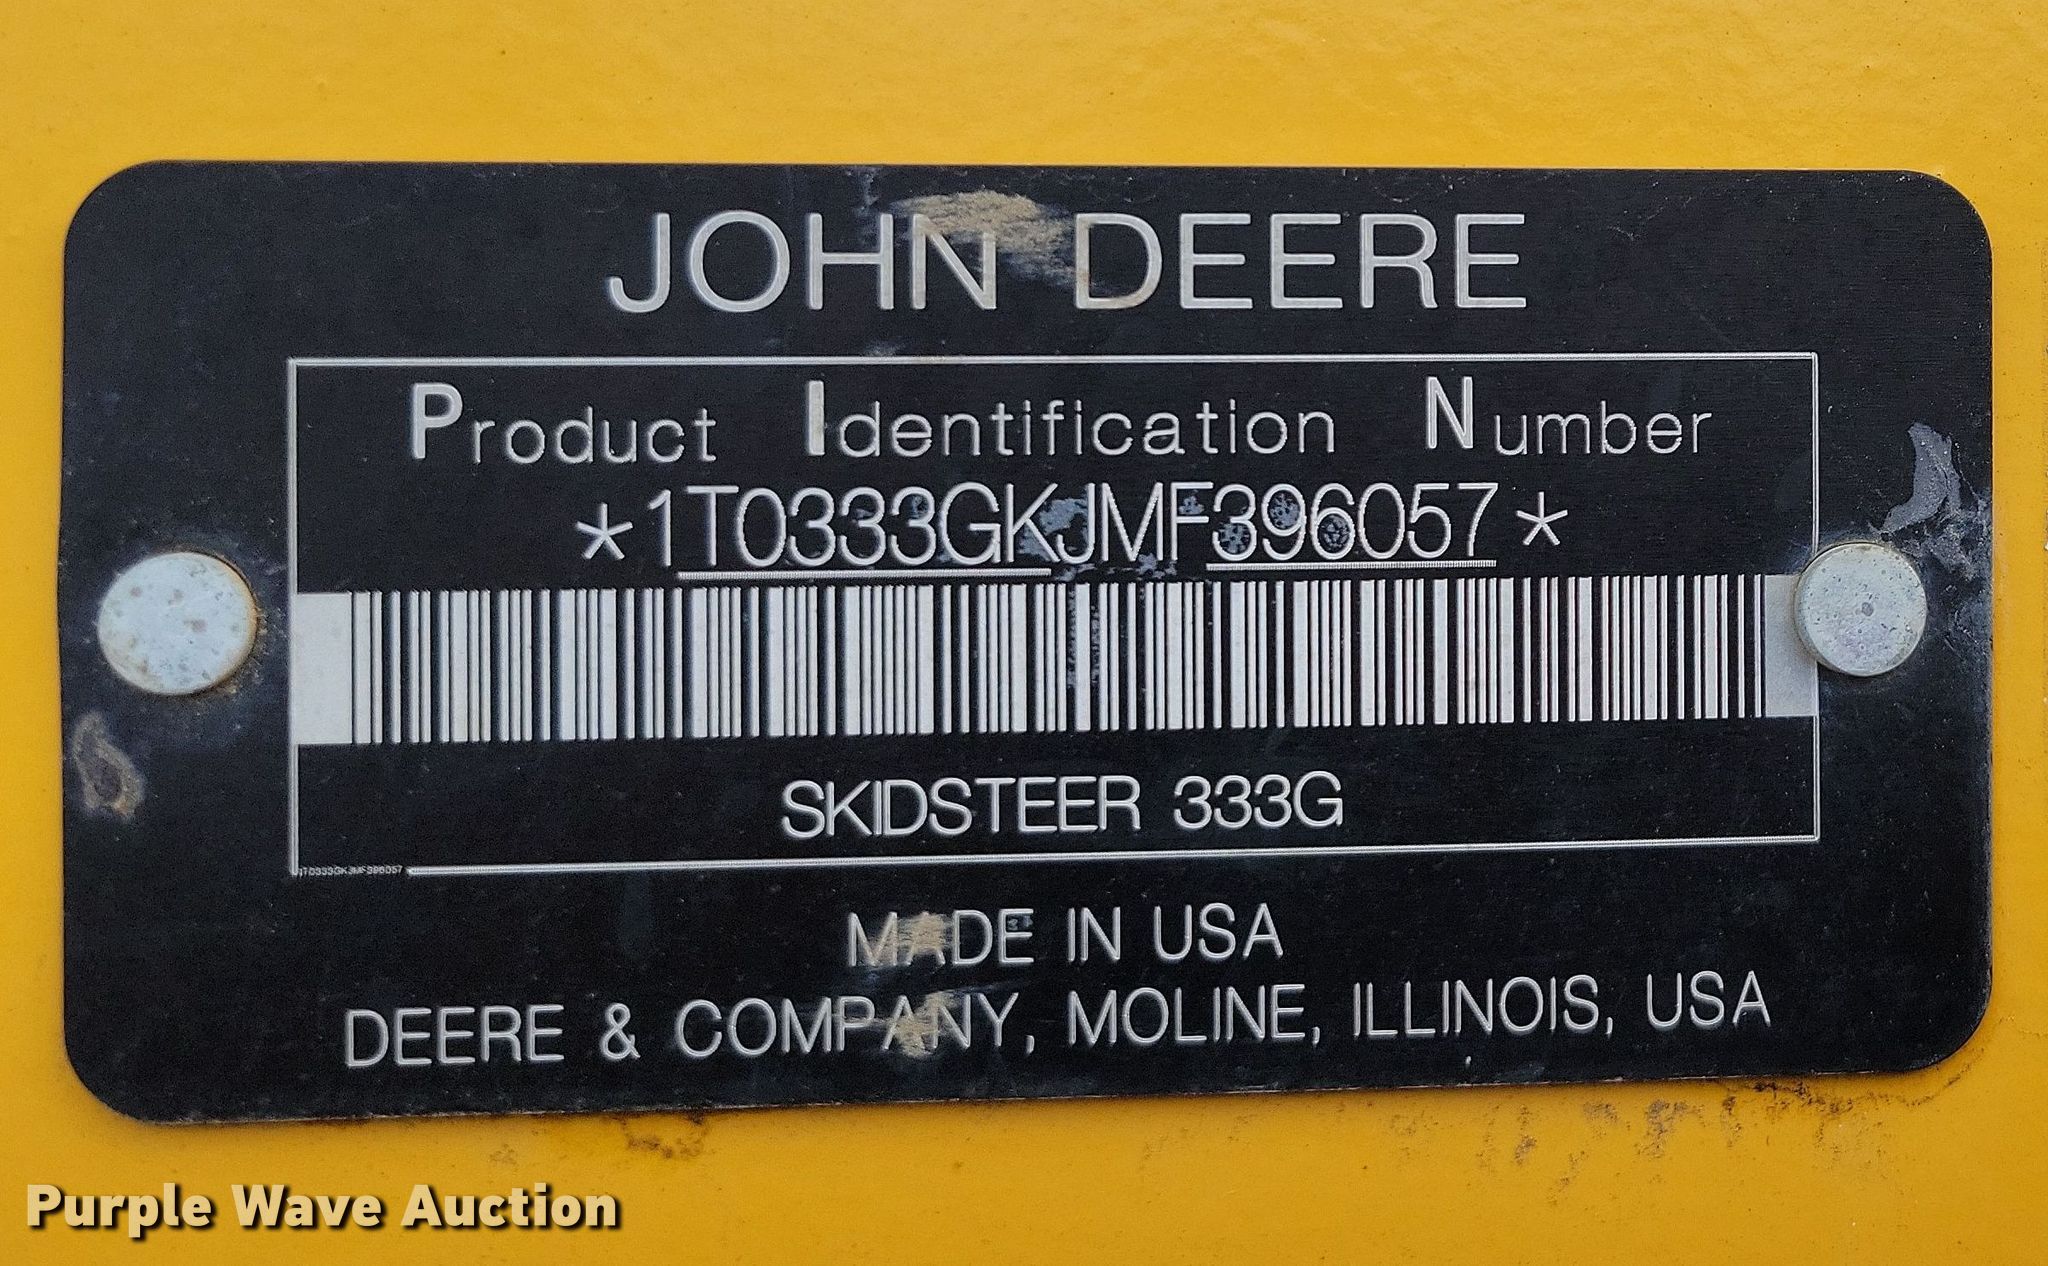 JOHN DEERE
Product Identification Number
*1T0333GKJMF396057*
SKIDSTEER 333G
1T0333GKJMF396057
MADE IN USA
DEERE & COMPANY, MOLINE, ILLINOIS, USA
Purple Wave Auction